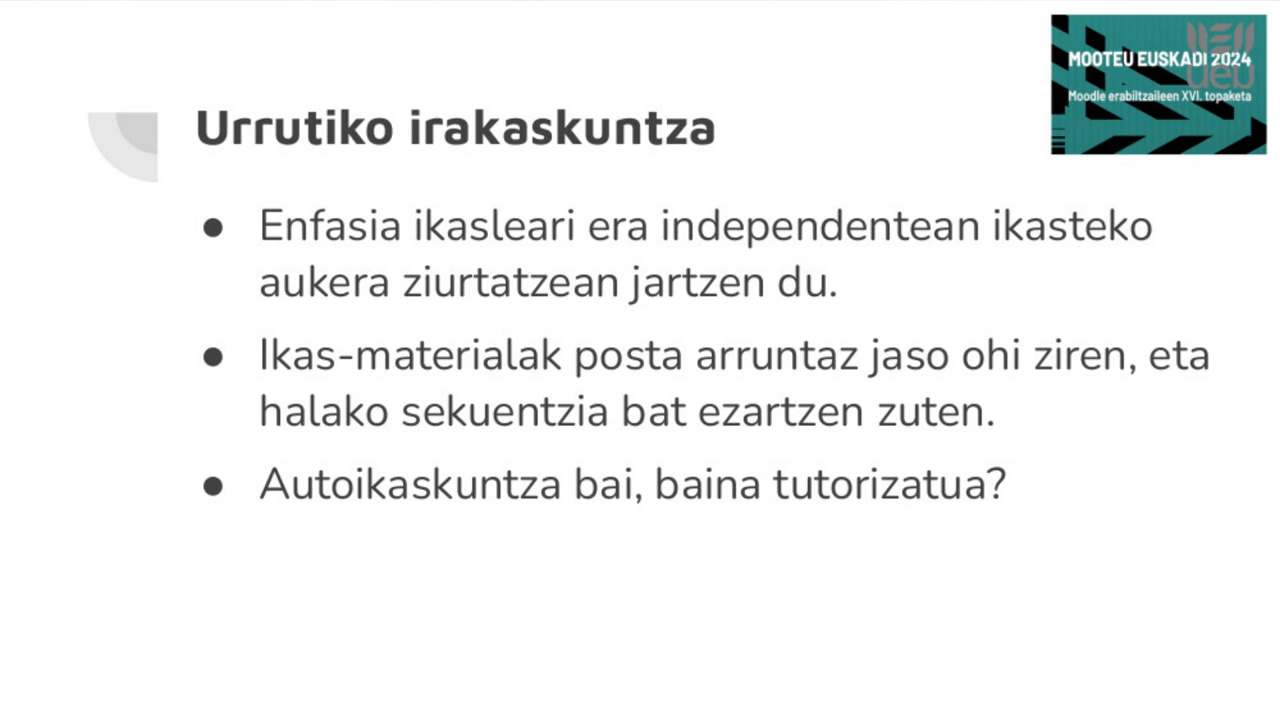 MOOTEU EUSKADI 2024
Moodle erabiltzaileen XVI. topaketa
ueu
Urrutiko irakaskuntza
● Enfasia ikasleari era independentean ikasteko
aukera ziurtatzean jartzen du.
● Ikas-materialak posta arruntaz jaso ohi ziren, eta
halako sekuentzia bat ezartzen zuten.
● Autoikaskuntza bai, baina tutorizatua?